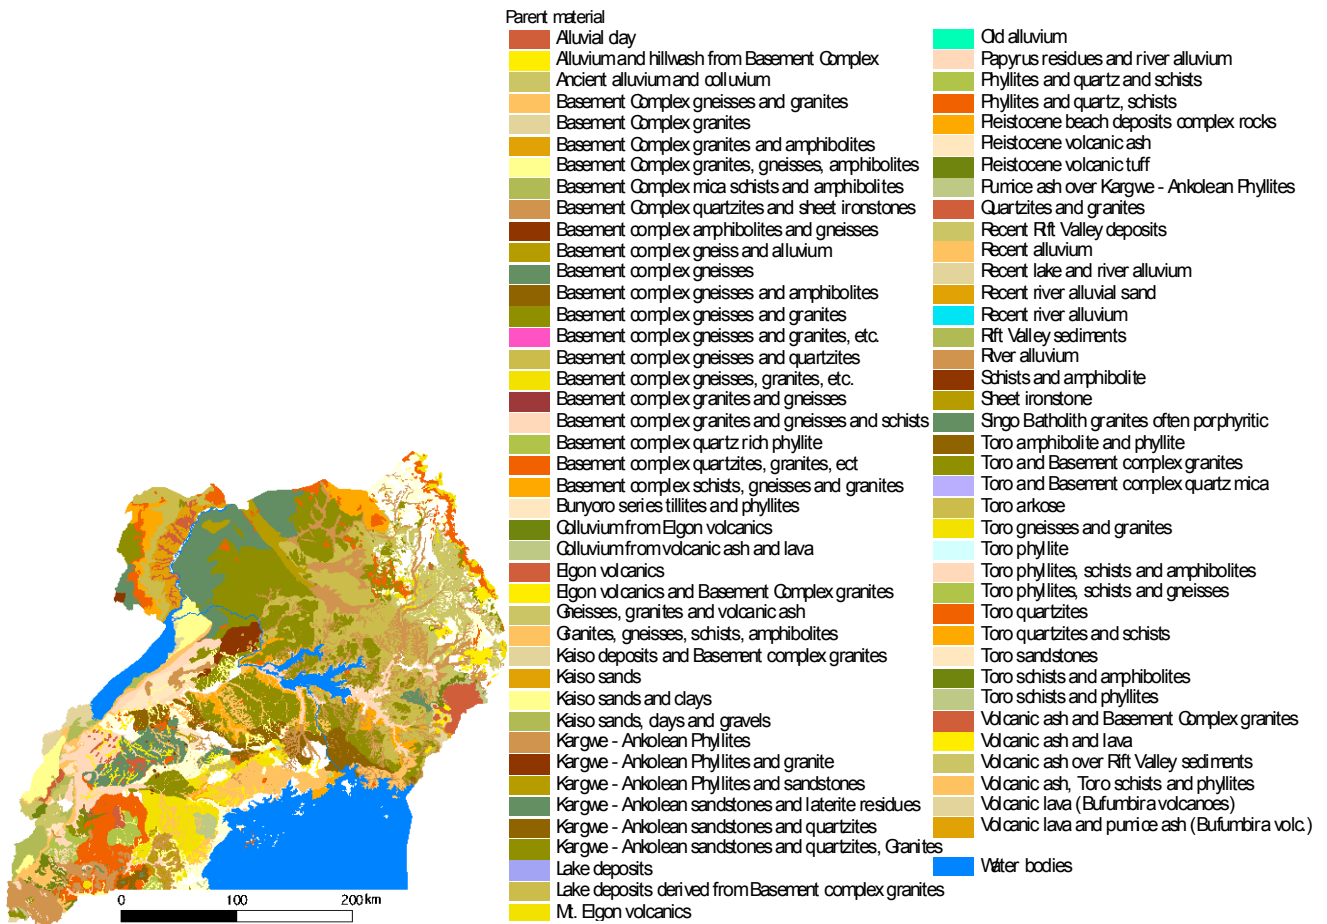 Parent material
Alluvial day
Alluvium and hillwash from Basement Complex
Ancient alluvium and colluvium
Basement Complex gneisses and granites
Basement Complex granites
Basement Complex granites and amphibolites
Basement Complex granites, gneisses, amphibolites
Basement Complex mica schists and amphibolites
Basement Complex quartzites and sheet ironstones
Basement complex amphibolites and gneisses
Basement complex gneiss and alluvium
Basement complex gneisses
Basement complex gneisses and amphibolites
Basement complex gneisses and granites
Basement complex gneisses and granites, etc.
Basement complex gneisses and quartzites
Basement complex gneisses, granites, etc.
Basement complex granites and gneisses
Basement complex granites and gneisses and schists
Basement complex quartz rich phyllite
Basement complex quartzites, granites, ect
Basement complex schists, gneisses and granites
Bunyoro series tillites and phyllites
Colluvium from Elgon volcanics
Colluvium from volcanic ash and lava
Elgon volcanics
Elgon volcanics and Basement Complex granites
Gneisses, granites and volcanic ash
Granites, gneisses, schists, amphibolites
Kaiso deposits and Basement complex granites
Kaiso sands
Kaiso sands and clays
Kaiso sands, days and gravels
Kargwe - Ankolean Phyllites
Kargwe - Ankolean Phyllites and granite
Kargwe - Ankolean Phyllites and sandstones
Kargwe - Ankolean sandstones and laterite residues
Kargwe - Ankolean sandstones and quartzites
Kargwe - Ankolean sandstones and quartzites, Granites
Lake deposits
Lake deposits derived from Basement complex granites
Mt. Elgon volcanics
Old alluvium
Papyrus residues and river alluvium
Phyllites and quartz and schists
Phyllites and quartz, schists
Pleistocene beach deposits complex rocks
Pleistocene volcanic ash
Pleistocene volcanic tuff
Pumice ash over Kargwe - Ankolean Phyllites
Quartzites and granites
Recent Rift Valley deposits
Recent alluvium
Recent lake and river alluvium
Recent river alluvial sand
Recent river alluvium
Rift Valley sediments
River alluvium
Schists and amphibolite
Sheet ironstone
Singo Batholith granites often porphyritic
Toro amphibolite and phyllite
Toro and Basement complex granites
Toro and Basement complex quartz mica
Toro arkose
Toro gneisses and granites
Toro phyllite
Toro phyllites, schists and amphibolites
Toro phyllites, schists and gneisses
Toro quartzites
Toro quartzites and schists
Toro sandstones
Toro schists and amphibolites
Toro schists and phyllites
Volcanic ash and Basement Complex granites
Volcanic ash and lava
Volcanic ash over Rift Valley sediments
Volcanic ash, Toro schists and phyllites
Volcanic lava (Bufumbira volcanoes)
Volcanic lava and pumice ash (Bufumbira volc.)
Water bodies
0 100 200 km